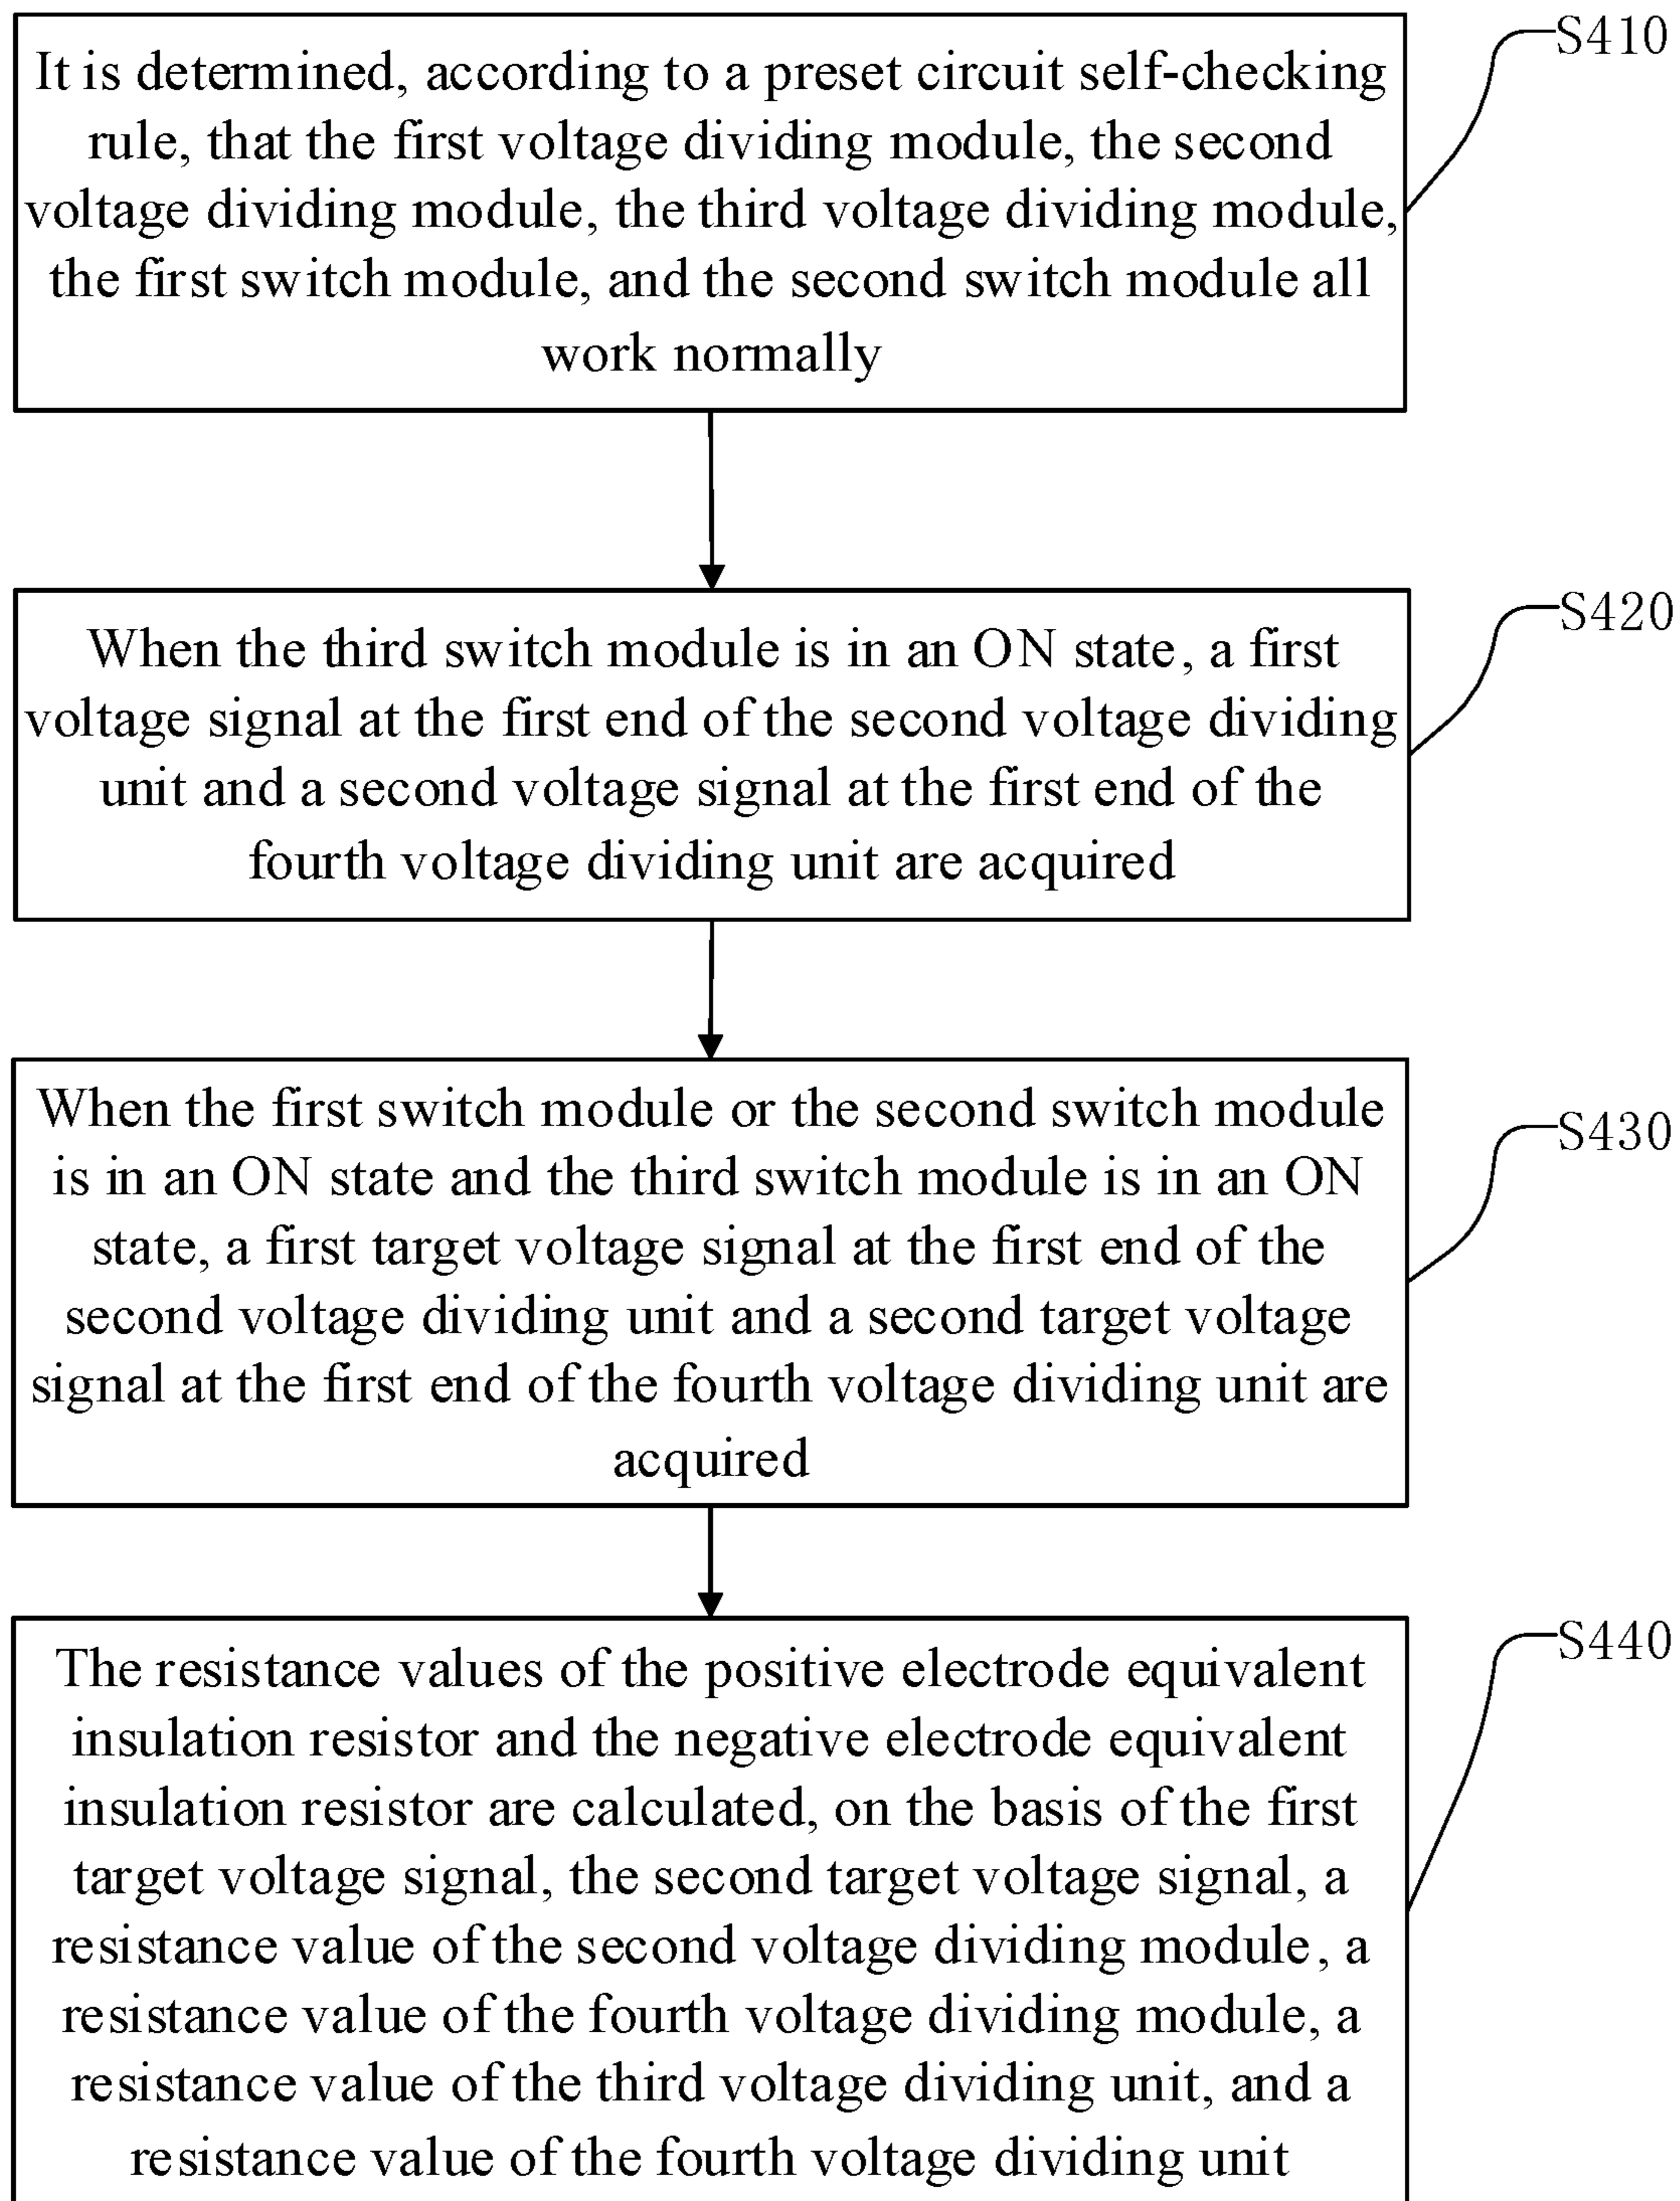 It is determined, according to a preset circuit self-checking
rule, that the first voltage dividing module, the second
voltage dividing module, the third voltage dividing module,
the first switch module, and the second switch module all
work normally
S410
When the third switch module is in an ON state, a first
voltage signal at the first end of the second voltage dividing
unit and a second voltage signal at the first end of the
fourth voltage dividing unit are acquired
S420
When the first switch module or the second switch module
is in an ON state and the third switch module is in an ON
state, a first target voltage signal at the first end of the
second voltage dividing unit and a second target voltage
signal at the first end of the fourth voltage dividing unit are
acquired
S430
The resistance values of the positive electrode equivalent
insulation resistor and the negative electrode equivalent
insulation resistor are calculated, on the basis of the first
target voltage signal, the second target voltage signal, a
resistance value of the second voltage dividing module, a
resistance value of the fourth voltage dividing module, a
resistance value of the third voltage dividing unit, and a
resistance value of the fourth voltage dividing unit
S440